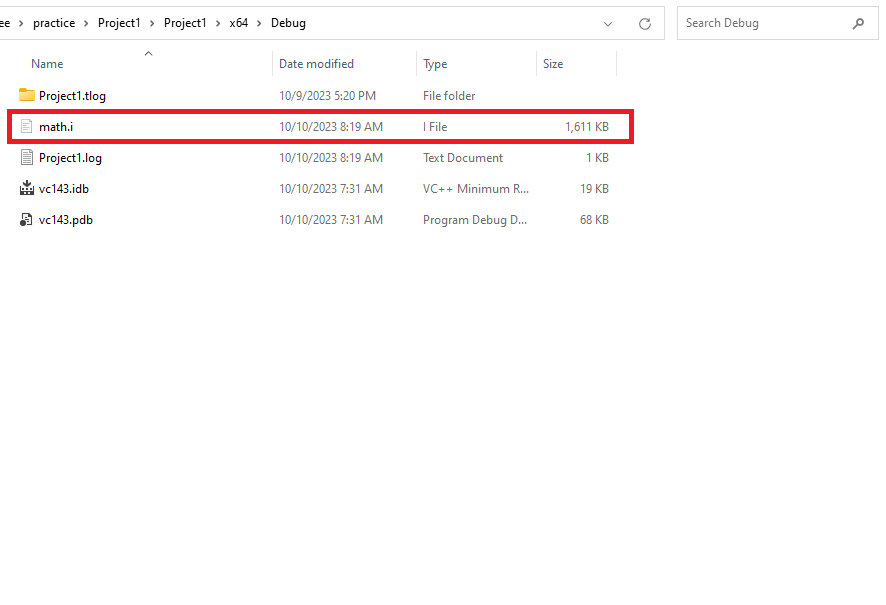 ee > practice > Project1 > Project1 > x64 > Debug Search Debug
Name Date modified Type Size
Project1.tlog 10/9/2023 5:20 PM File folder
math.i 10/10/2023 8:19 AM I File 1,611 KB
Project1.log 10/10/2023 8:19 AM Text Document 1 KB
vc143.idb 10/10/2023 7:31 AM VC++ Minimum R... 19 KB
vc143.pdb 10/10/2023 7:31 AM Program Debug D... 68 KB